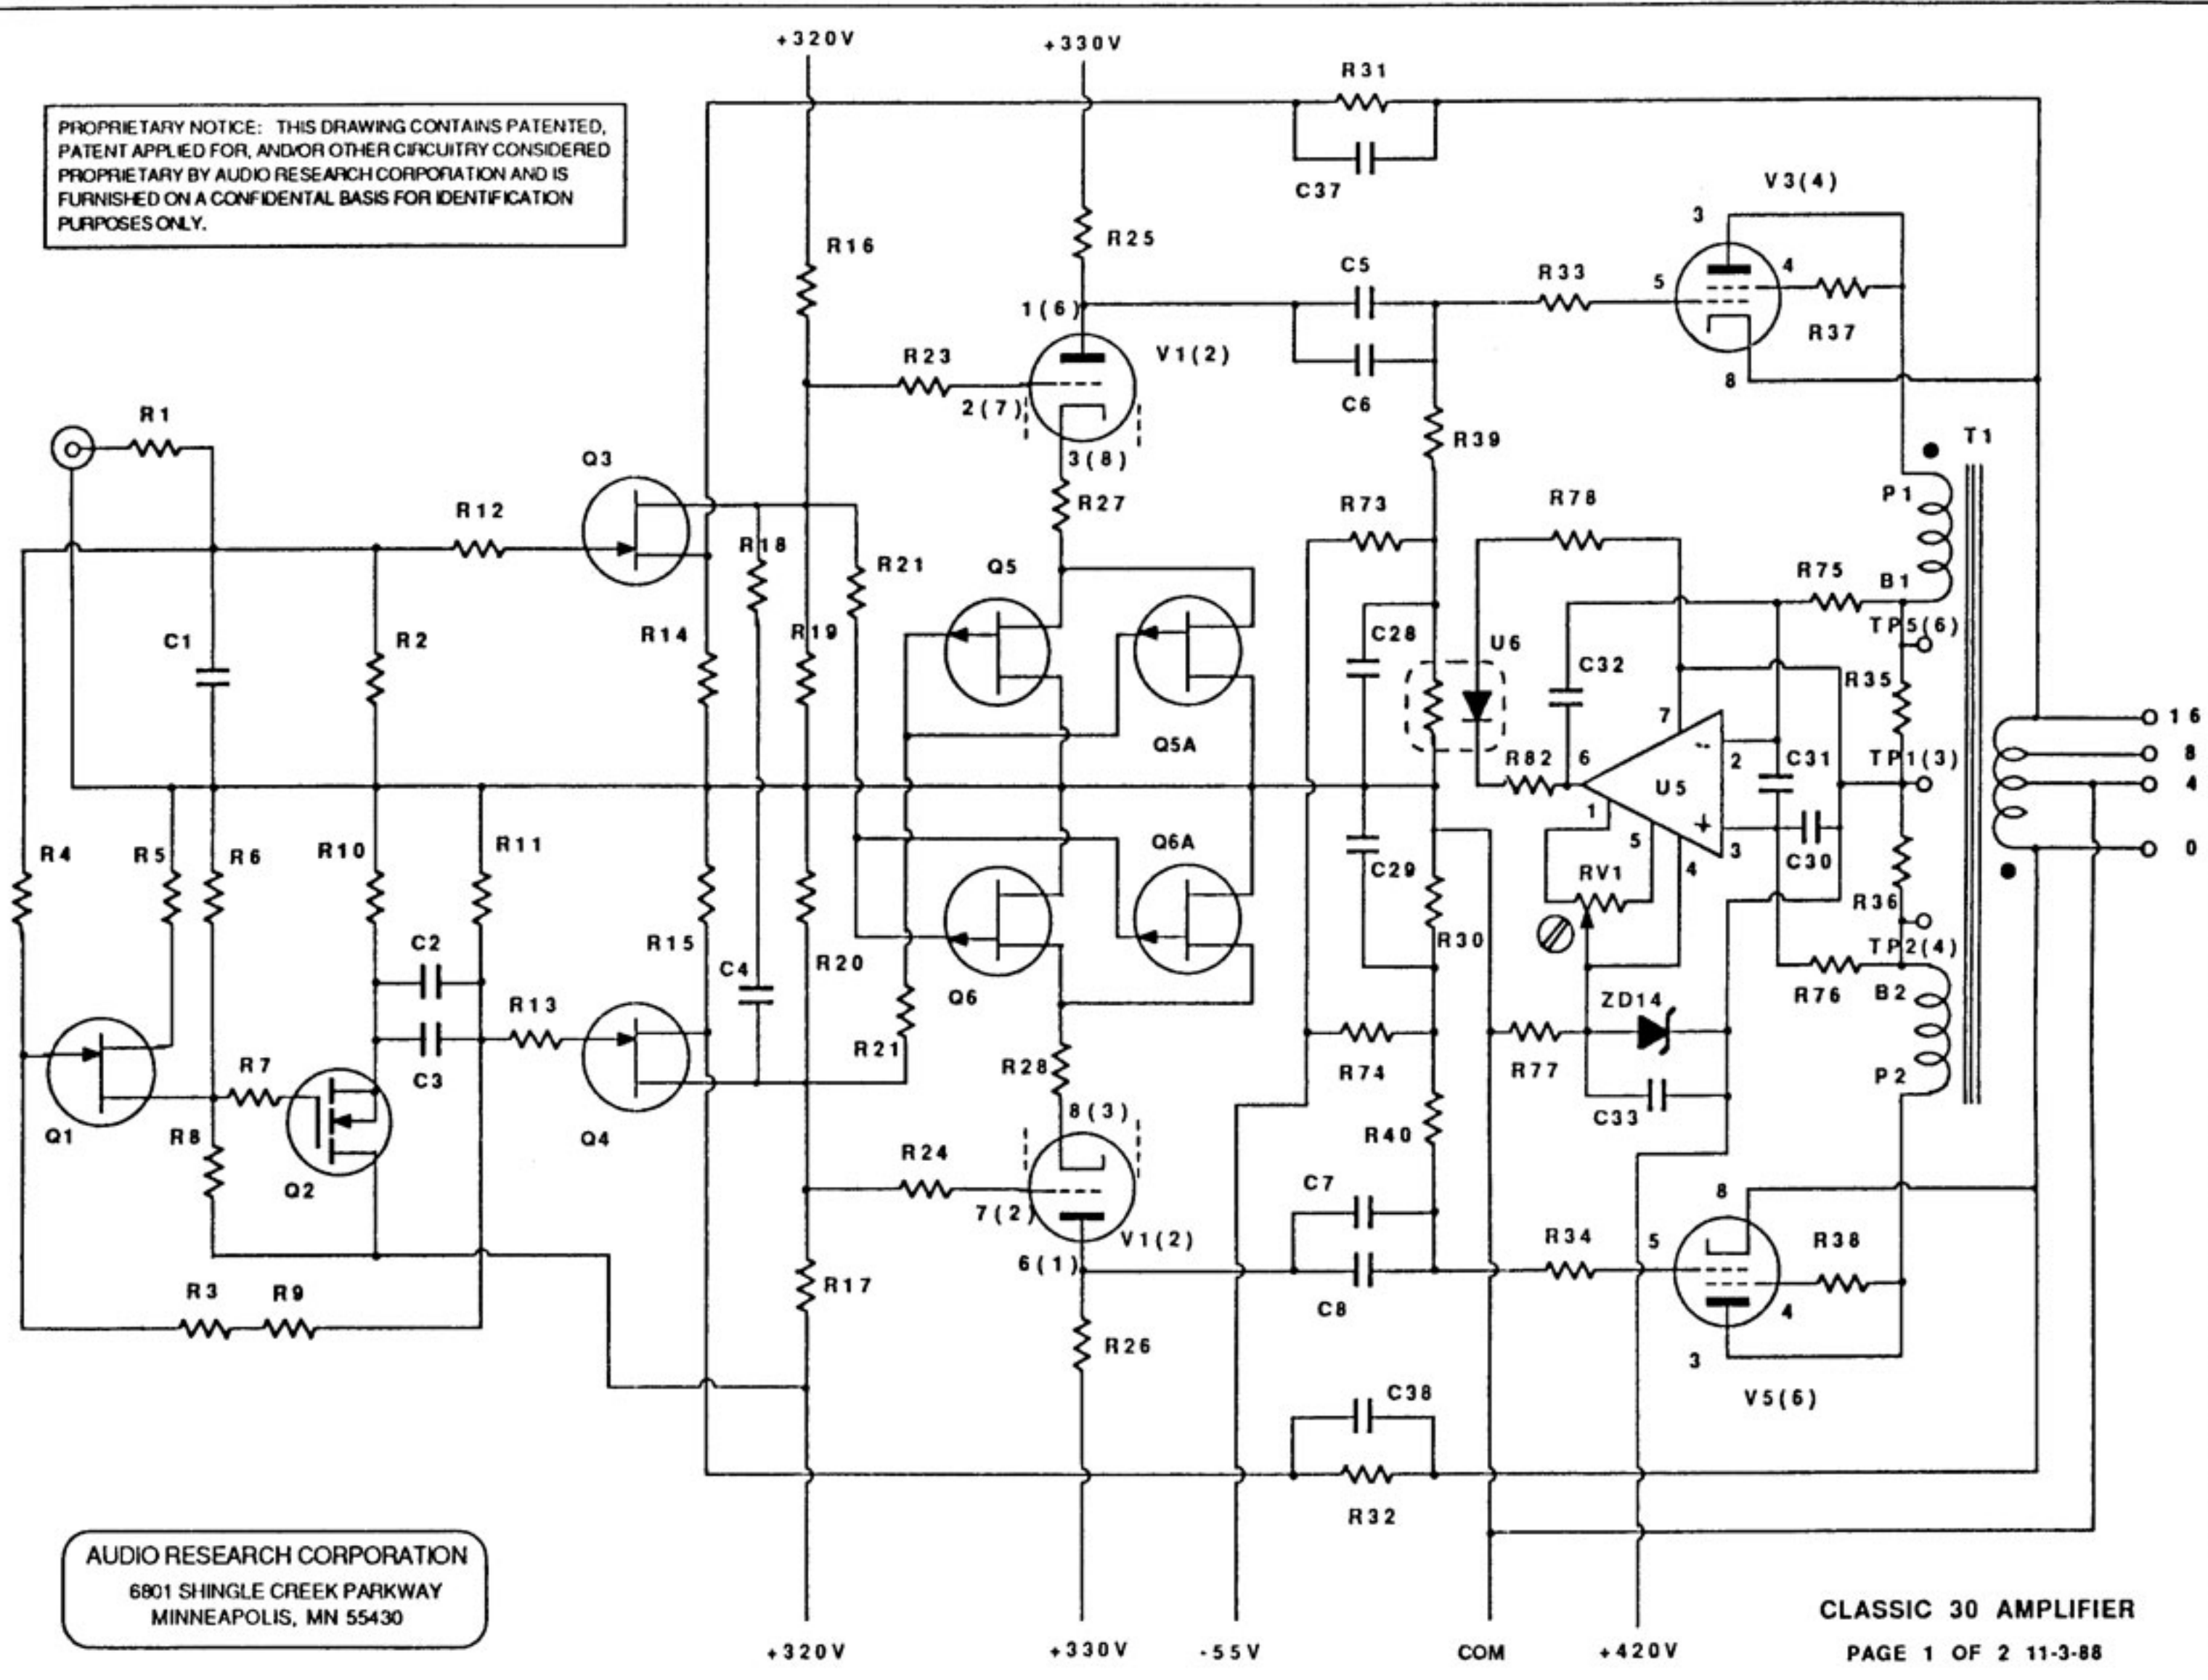 +320V
+330V
R31
PROPRIETARY NOTICE: THIS DRAWING CONTAINS PATENTED,
PATENT APPLIED FOR, AND/OR OTHER CIRCUITRY CONSIDERED
PROPRIETARY BY AUDIO RESEARCH CORPORATION AND IS
FURNISHED ON A CONFIDENTAL BASIS FOR IDENTIFICATION
PURPOSES ONLY.
C37
V3(4)
3
R16
R25
C5
R33
5
4
1(6)
R37
R23
V1(2)
8
2(7)
C6
R1
R39
T1
Q3
3(8)
P1
R12
R27
R73
R78
R18
R21
Q5
R75
B1
C1
R2
R14
R19
C28
U6
TP5(6)
C32
R35
7
16
Q5A
8
R82
6
-
2
C31
TP1(3)
U5
4
1
R4
R5
R6
R10
R11
Q6A
5
+
3
0
C29
RV1
4
C30
R36
C2
R15
R30
TP2(4)
C4
R20
Q6
R13
ZD14
R76
B2
R21
R7
C3
R28
R74
R77
P2
Q1
R8
Q4
8(3)
R40
C33
Q2
R24
C7
8
7(2)
V1(2)
R34
5
R38
6(1)
R3
R9
R17
C8
4
R26
3
C38
V5(6)
R32
AUDIO RESEARCH CORPORATION
6801 SHINGLE CREEK PARKWAY
MINNEAPOLIS, MN 55430
CLASSIC 30 AMPLIFIER
+320V
+330V
-55V
COM
+420V
PAGE 1 OF 2 11-3-88